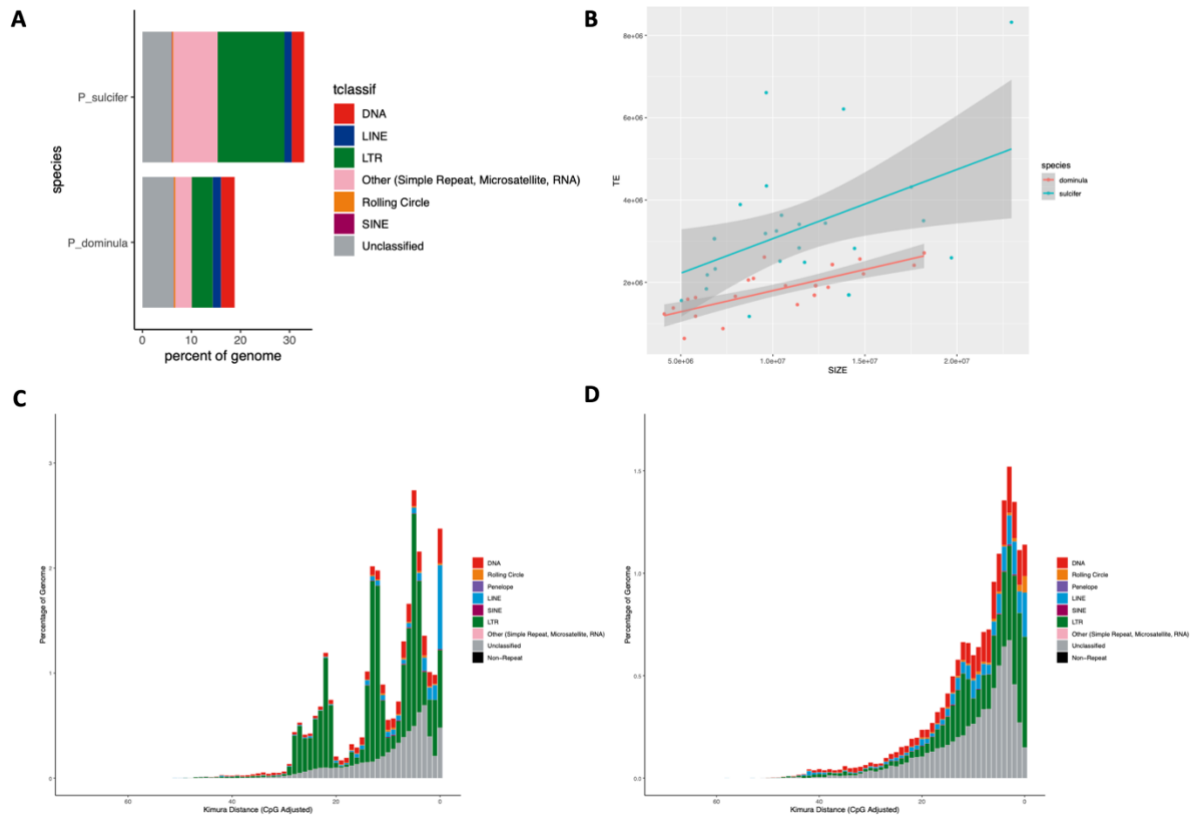 A
P_sulcifer
P_dominula
species
0
10
20
30
percent of genome
tclassif
DNA
LINE
LTR
Other (Simple Repeat, Microsatellite, RNA)
Rolling Circle
SINE
Unclassified
B
8e+06
6e+06
4e+06
2e+06
TE
5.0e+06
1.0e+07
1.5e+07
2.0e+07
SIZE
species
dominula
sulcifer
C
3
2
1
0
Percentage of Genome
60
40
20
0
Kimura Distance (CpG Adjusted)
DNA
Rolling Circle
Penelope
LINE
SINE
LTR
Other (Simple Repeat, Microsatellite, RNA)
Unclassified
Non-Repeat
D
1.5
1.0
0.5
0.0
Percentage of Genome
60
40
20
0
Kimura Distance (CpG Adjusted)
DNA
Rolling Circle
Penelope
LINE
SINE
LTR
Other (Simple Repeat, Microsatellite, RNA)
Unclassified
Non-Repeat